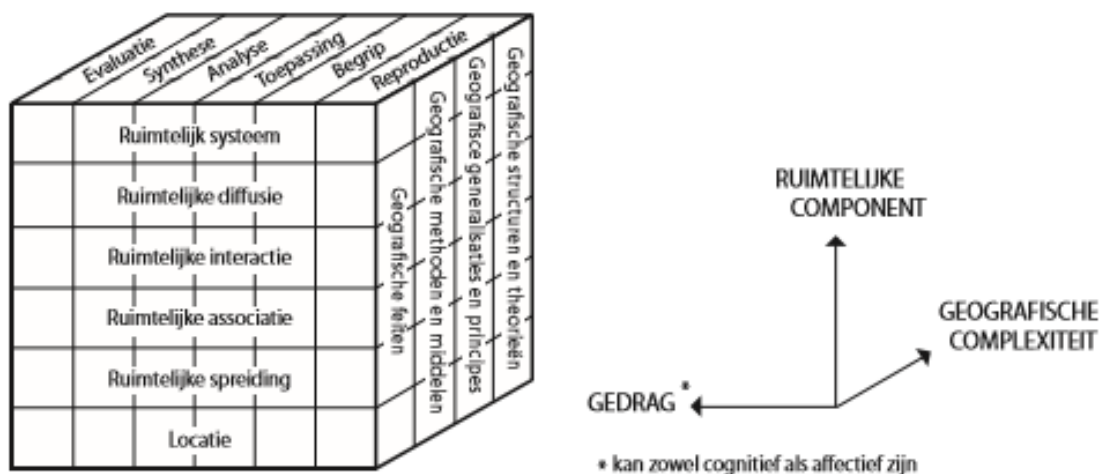 Evaluatie
Synthese
Analyse
Toepassing
Begrip
Reproductie
Ruimtelijk systeem
Ruimtelijke diffusie
Ruimtelijke interactie
Ruimtelijke associatie
Ruimtelijke spreiding
Locatie
Geografische feiten
Geografische methoden en middelen
Geografisce generalisaties en principes
Geografische structuren en theorieën
RUIMTELIJKE
COMPONENT
GEOGRAFISCHE
COMPLEXITEIT
GEDRAG *
* kan zowel cognitief als affectief zijn